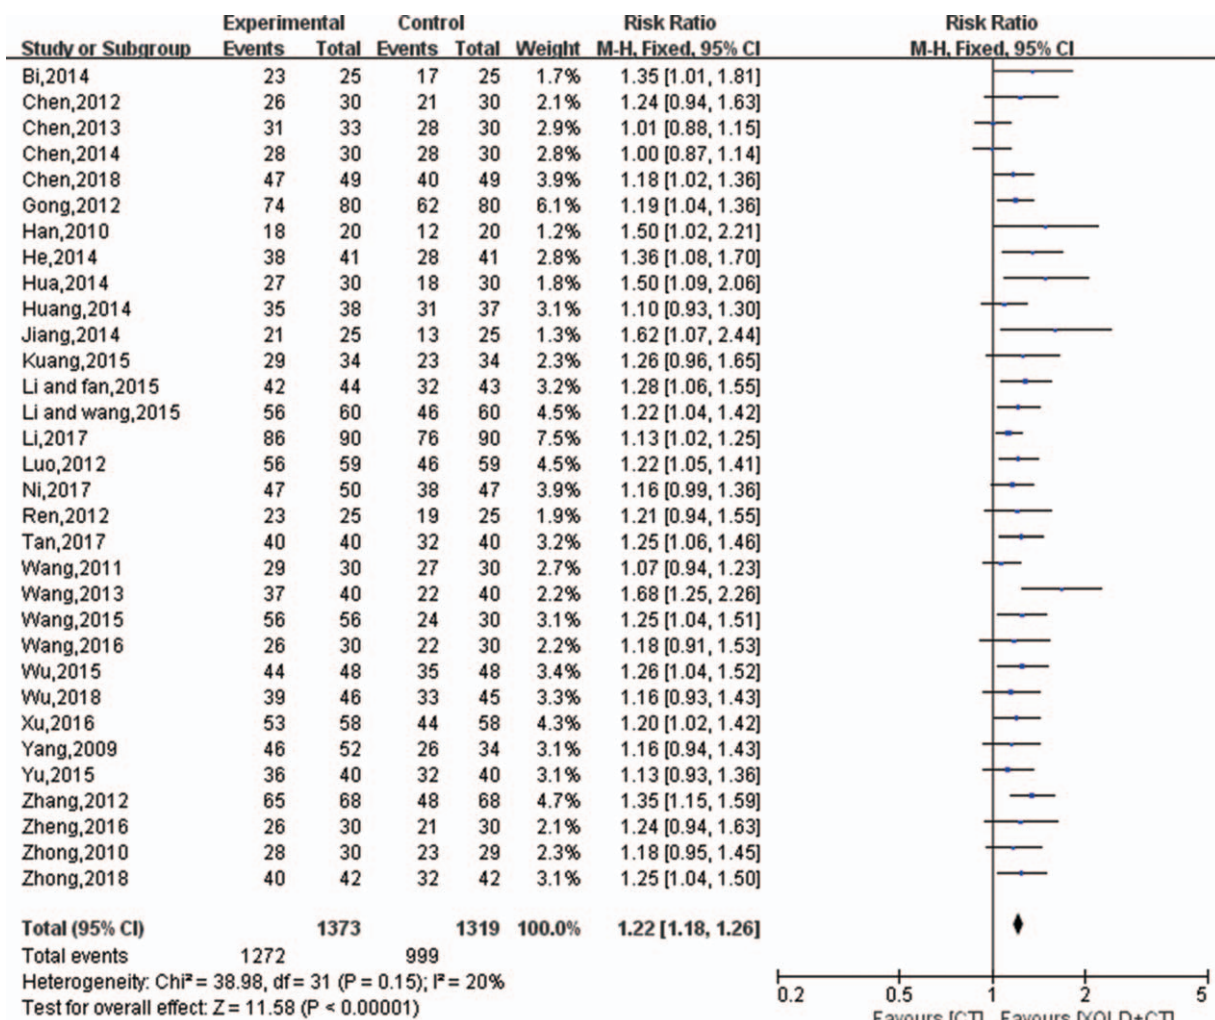 Experimental Control Risk Ratio Risk Ratio
Study or Subgroup Events Total Events Total Weight M-H, Fixed, 95% CI M-H, Fixed, 95% CI
Bi,2014 23 25 17 25 1.7% 1.35 [1.01, 1.81]
Chen,2012 26 30 21 30 2.1% 1.24 [0.94, 1.63]
Chen,2013 31 33 28 30 2.9% 1.01 [0.88, 1.15]
Chen,2014 28 30 28 30 2.8% 1.00 [0.87, 1.14]
Chen,2018 47 49 40 49 3.9% 1.18 [1.02, 1.36]
Gong,2012 74 80 62 80 6.1% 1.19 [1.04, 1.36]
Han,2010 18 20 12 20 1.2% 1.50 [1.02, 2.21]
He,2014 38 41 28 41 2.8% 1.36 [1.08, 1.70]
Hua,2014 27 30 18 30 1.8% 1.50 [1.09, 2.06]
Huang,2014 35 38 31 37 3.1% 1.10 [0.93, 1.30]
Jiang,2014 21 25 13 25 1.3% 1.62 [1.07, 2.44]
Kuang,2015 29 34 23 34 2.3% 1.26 [0.96, 1.65]
Li and fan,2015 42 44 32 43 3.2% 1.28 [1.06, 1.55]
Li and wang,2015 56 60 46 60 4.5% 1.22 [1.04, 1.42]
Li,2017 86 90 76 90 7.5% 1.13 [1.02, 1.25]
Luo,2012 56 59 46 59 4.5% 1.22 [1.05, 1.41]
Ni,2017 47 50 38 47 3.9% 1.16 [0.99, 1.36]
Ren,2012 23 25 19 25 1.9% 1.21 [0.94, 1.55]
Tan,2017 40 40 32 40 3.2% 1.25 [1.06, 1.46]
Wang,2011 29 30 27 30 2.7% 1.07 [0.94, 1.23]
Wang,2013 37 40 22 40 2.2% 1.68 [1.25, 2.26]
Wang,2015 56 56 24 30 3.1% 1.25 [1.04, 1.51]
Wang,2016 26 30 22 30 2.2% 1.18 [0.91, 1.53]
Wu,2015 44 48 35 48 3.4% 1.26 [1.04, 1.52]
Wu,2018 39 46 33 45 3.3% 1.16 [0.93, 1.43]
Xu,2016 53 58 44 58 4.3% 1.20 [1.02, 1.42]
Yang,2009 46 52 26 34 3.1% 1.16 [0.94, 1.43]
Yu,2015 36 40 32 40 3.1% 1.13 [0.93, 1.36]
Zhang,2012 65 68 48 68 4.7% 1.35 [1.15, 1.59]
Zheng,2016 26 30 21 30 2.1% 1.24 [0.94, 1.63]
Zhong,2010 28 30 23 29 2.3% 1.18 [0.95, 1.45]
Zhong,2018 40 42 32 42 3.1% 1.25 [1.04, 1.50]
Total (95% CI) 1373 1319 100.0% 1.22 [1.18, 1.26]
Total events 1272 999
Heterogeneity: Chi² = 38.98, df = 31 (P = 0.15); I² = 20%
Test for overall effect: Z = 11.58 (P < 0.00001)
0.2 0.5 1 2 5
Favours [CT] Favours